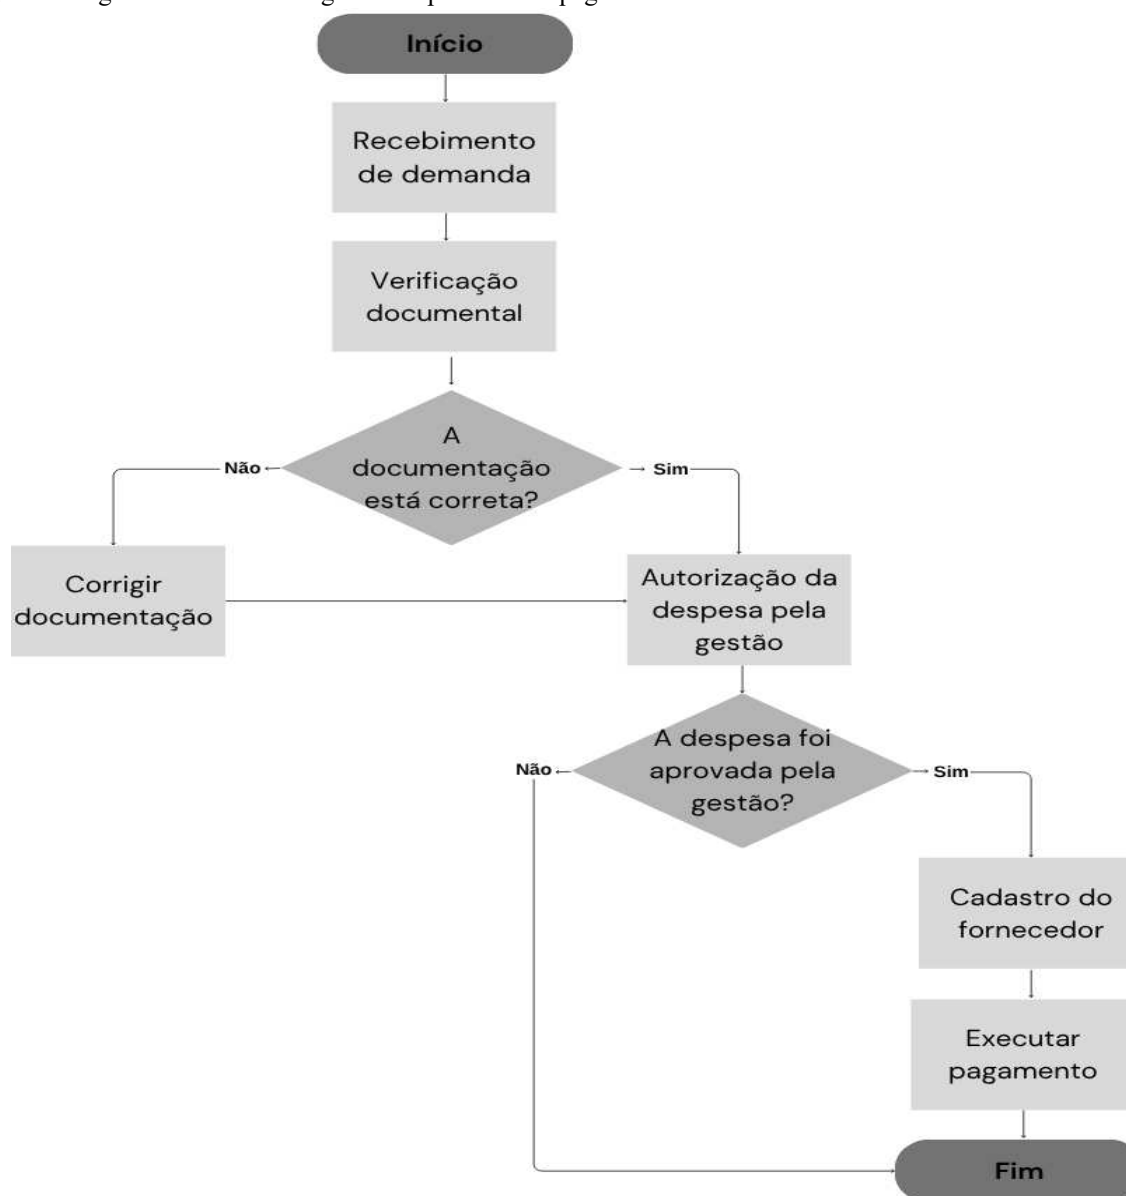 Início
Recebimento
de demanda
Verificação
documental
A
documentação
está correta?
Não
Sim
Corrigir
documentação
Autorização da
despesa pela
gestão
A despesa foi
aprovada pela
gestão?
Não
Sim
Cadastro do
fornecedor
Executar
pagamento
Fim